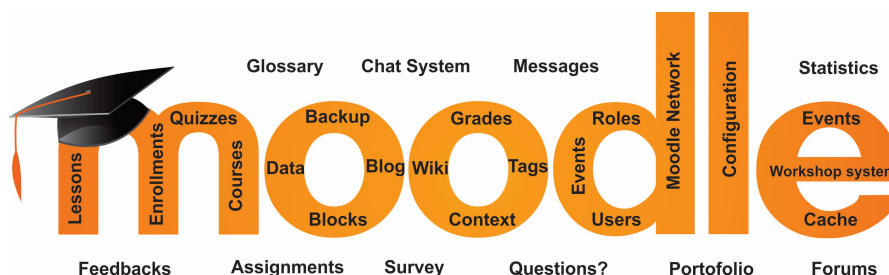 Glossary Chat System Messages Statistics
moodle
Quizzes Backup Grades Roles Events
Lessons Enrollments Courses Data Blog Wiki Tags Events Moodle Network Configuration Workshop system
Blocks Context Users Cache
Feedbacks Assignments Survey Questions? Portofolio Forums